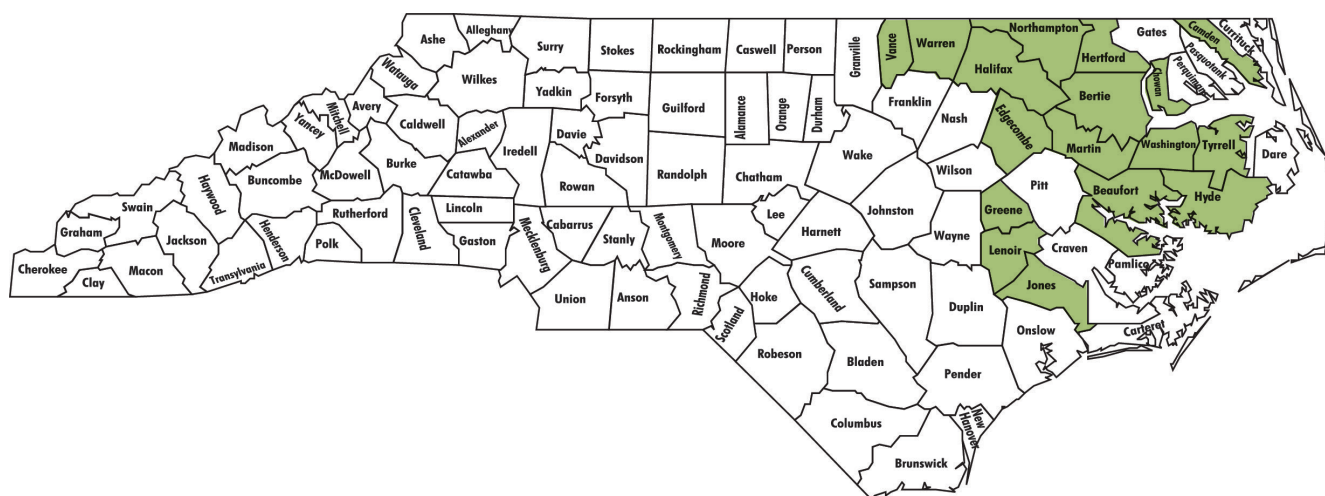 Ashe
Alleghany
Surry
Stokes
Rockingham
Caswell
Person
Granville
Vance
Warren
Northampton
Gates
Camden
Currituck
Pasquotank
Perquimans
Hertford
Halifax
Watauga
Wilkes
Yadkin
Forsyth
Guilford
Alamance
Orange
Durham
Franklin
Nash
Edgecombe
Bertie
Chowan
Mitchell
Avery
Yancey
Caldwell
Alexander
Iredell
Davie
Davidson
Madison
Burke
Catawba
Rowan
Randolph
Chatham
Wake
Wilson
Martin
Washington
Tyrrell
Dare
Haywood
Buncombe
McDowell
Pitt
Beaufort
Hyde
Swain
Rutherford
Cleveland
Lincoln
Gaston
Mecklenburg
Cabarrus
Stanly
Montgomery
Moore
Lee
Harnett
Johnston
Wayne
Greene
Graham
Jackson
Henderson
Polk
Lenoir
Craven
Pamlico
Cherokee
Clay
Macon
Transylvania
Union
Anson
Richmond
Scotland
Hoke
Cumberland
Sampson
Duplin
Jones
Onslow
Carteret
Robeson
Bladen
Pender
Columbus
New
Hanover
Brunswick